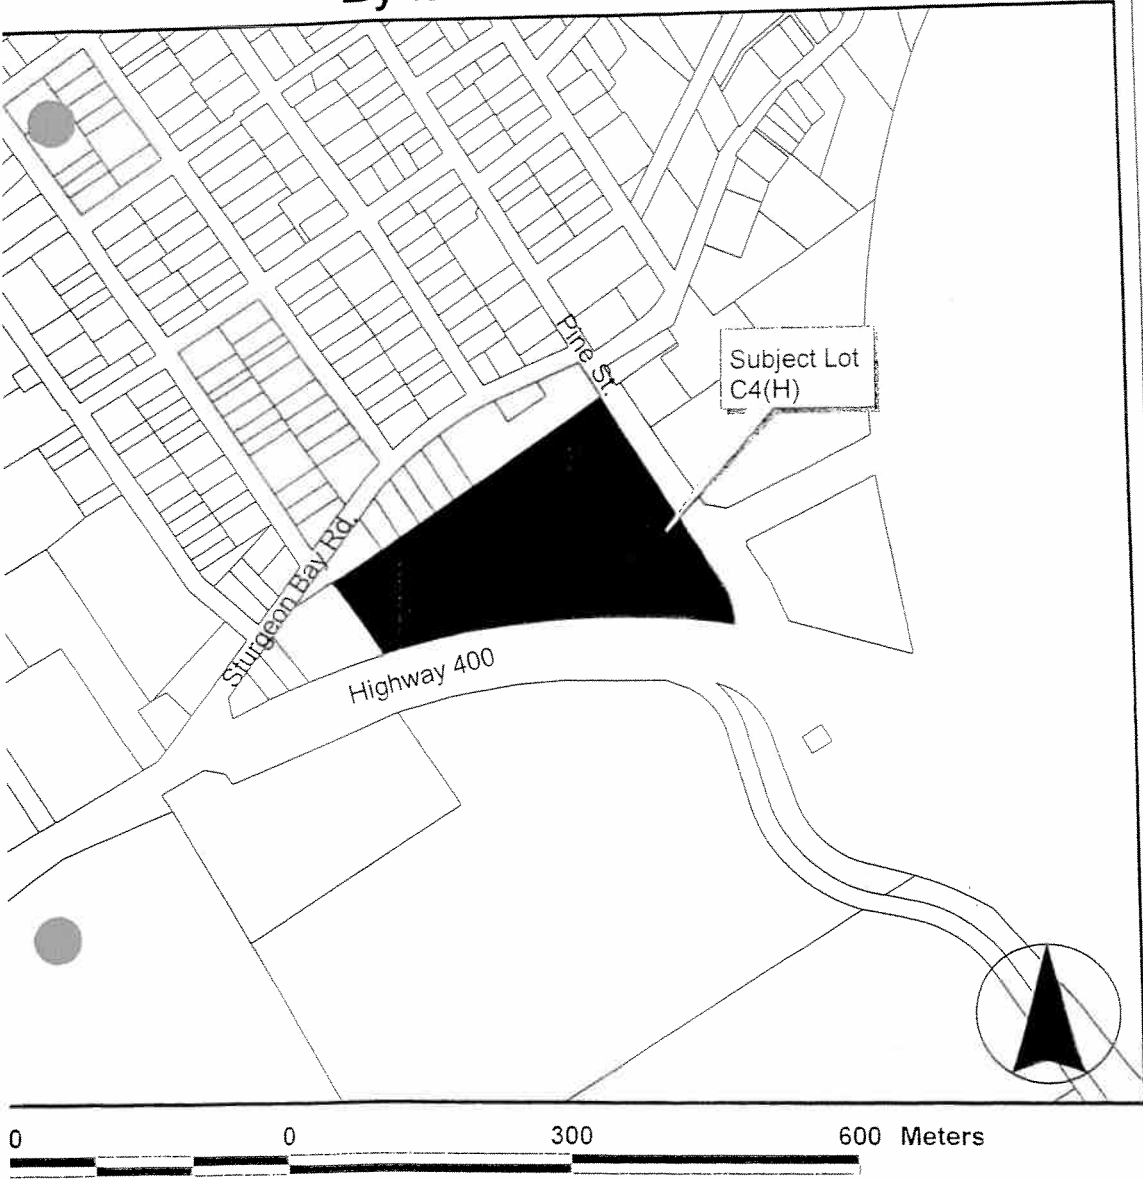 Pine St.
Subject Lot
C4(H)
Sturgeon Bay Rd.
Highway 400
0 0 300 600 Meters